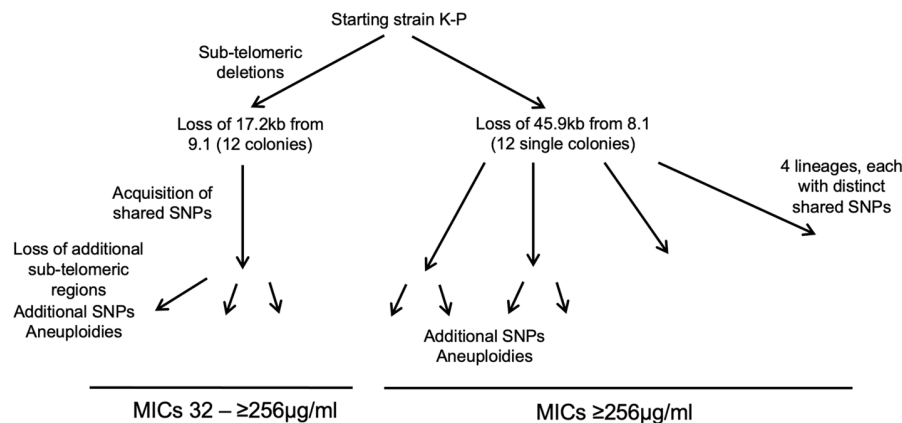 Starting strain K-P
Sub-telomeric
deletions
Loss of 17.2kb from
9.1 (12 colonies)
Loss of 45.9kb from 8.1
(12 single colonies)
4 lineages, each
with distinct
shared SNPs
Acquisition of
shared SNPs
Loss of additional
sub-telomeric
regions
Additional SNPs
Aneuploidies
Additional SNPs
Aneuploidies
MICs 32 – ≥256µg/ml
MICs ≥256µg/ml